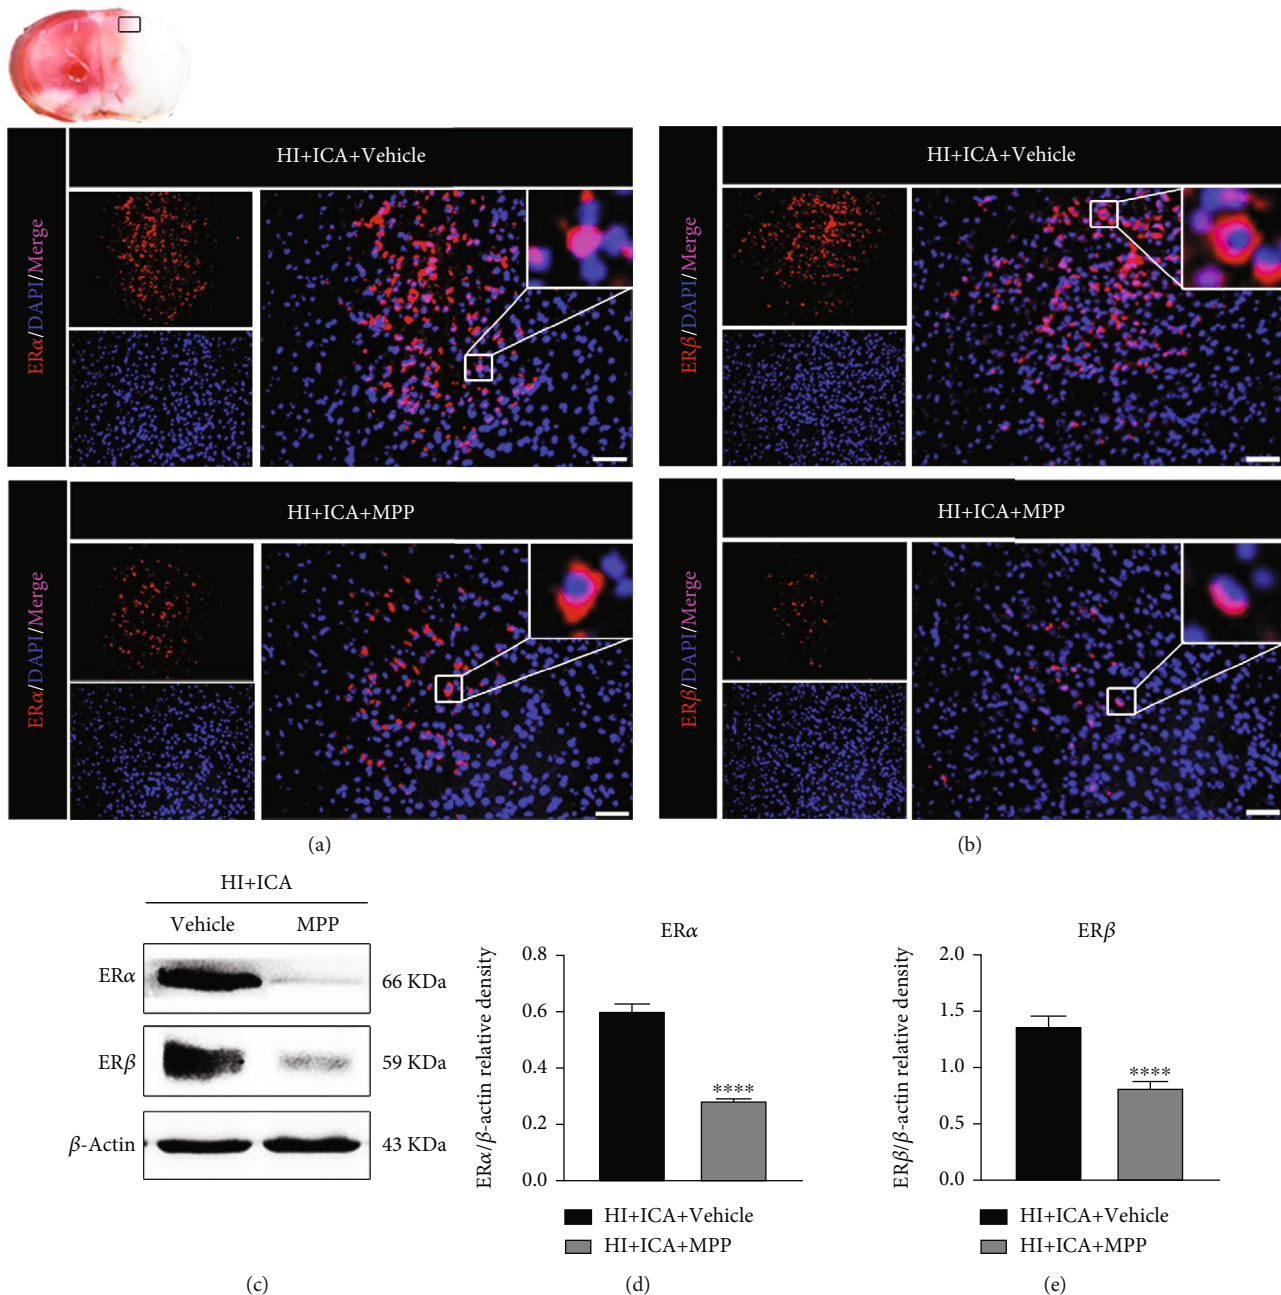 HI+ICA+Vehicle
ERα/DAPI/Merge
HI+ICA+Vehicle
ERβ/DAPI/Merge
HI+ICA+MPP
ERα/DAPI/Merge
HI+ICA+MPP
ERβ/DAPI/Merge
(a)
(b)
HI+ICA
Vehicle MPP
ERα 66 KDa
ERβ 59 KDa
β-Actin 43 KDa
(c)
ERα
ERα/β-actin relative density
0.8
0.6
0.4
0.2
0.0
****
HI+ICA+Vehicle
HI+ICA+MPP
(d)
ERβ
ERβ/β-actin relative density
2.0
1.5
1.0
0.5
0.0
****
HI+ICA+Vehicle
HI+ICA+MPP
(e)